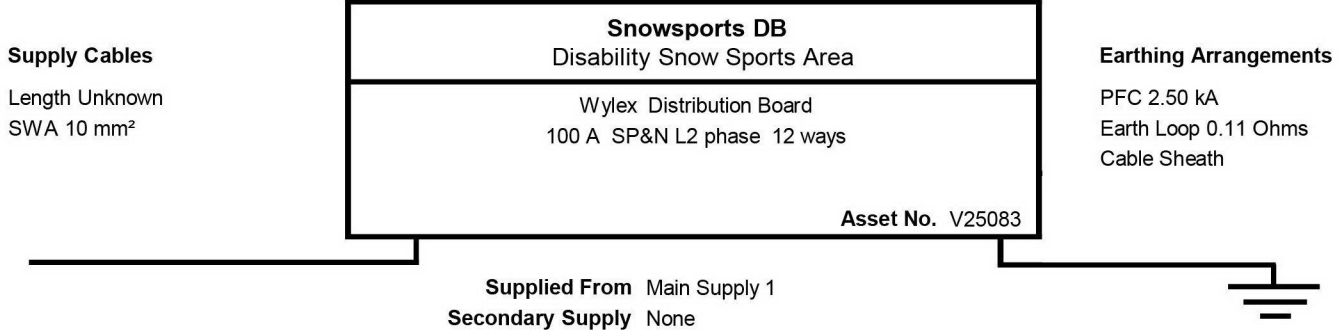 Snowsports DB
Disability Snow Sports Area
Supply Cables
Length Unknown
SWA 10 mm²
Wylex Distribution Board
100 A SP&N L2 phase 12 ways
Asset No. V25083
Earthing Arrangements
PFC 2.50 kA
Earth Loop 0.11 Ohms
Cable Sheath
Supplied From Main Supply 1
Secondary Supply None